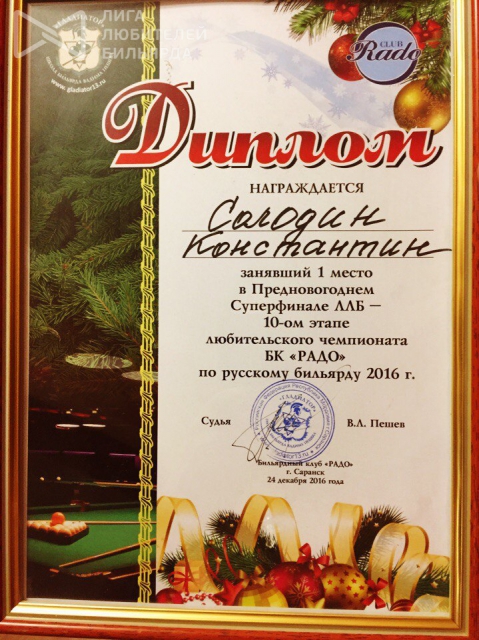 ЛИГА
ЛЮБИТЕЛЕЙ
БИЛЬЯРДА
www.gladiator13.ru
CLUB
Rado
Диплом
НАГРАЖДАЕТСЯ
Солодин
Константин
занявший 1 место
в Предновогоднем
Суперфинале ЛЛБ —
10-ом этапе
любительского чемпионата
БК «РАДО»
по русскому бильярду 2016 г.
«ГЛАДИАТОР»
Судья В.Л. Пешев
Бильярдный клуб «РАДО»
г. Саранск
24 декабря 2016 года